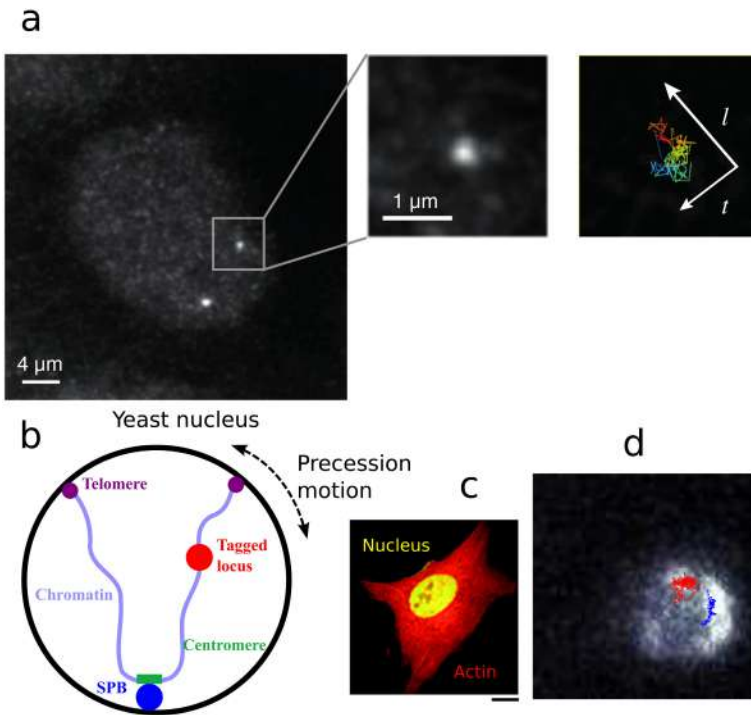 a
4 μm
1 μm
l
t
b
Yeast nucleus
Precession
motion
Telomere
Tagged
locus
Chromatin
Centromere
SPB
c
Nucleus
Actin
d